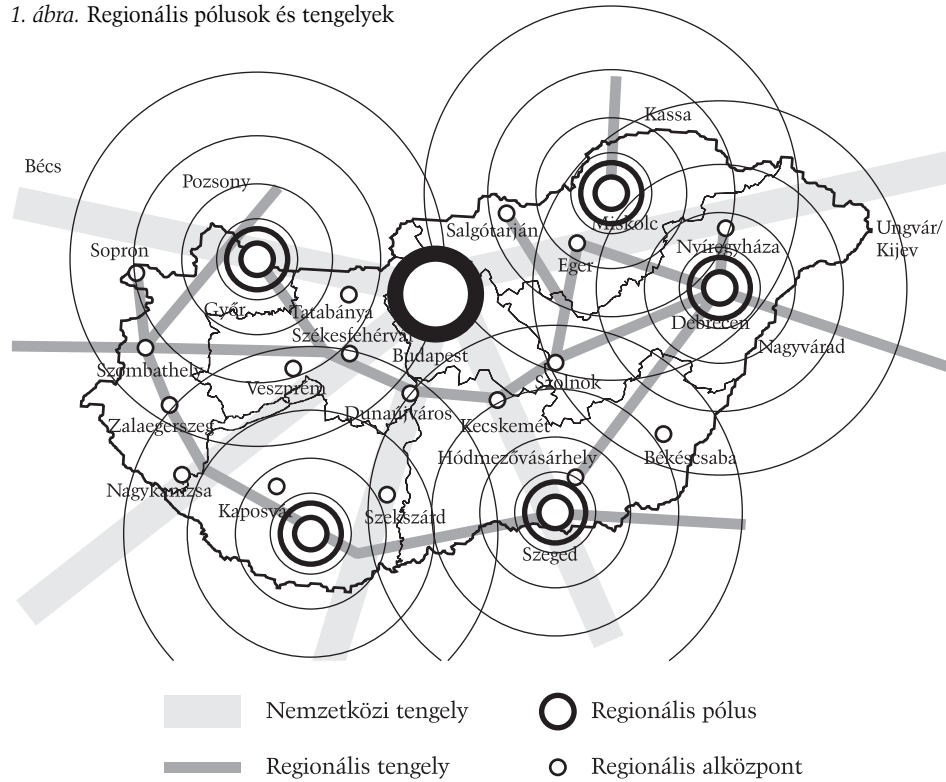 1. ábra. Regionális pólusok és tengelyek
Kassa
Bécs
Pozsony
Miskolc
Salgótarján
Ungvár/
Kijev
Nyíregyháza
Sopron
Eger
Győr
Tatabánya
Debrecen
Székesfehérvár
Budapest
Nagyvárad
Szombathely
Veszprém
Szolnok
Dunaújváros
Zalaegerszeg
Kecskemét
Hódmezővásárhely
Békéscsaba
Nagykanizsa
Kaposvár
Szekszárd
Szeged
Nemzetközi tengely
Regionális pólus
Regionális tengely
Regionális alközpont